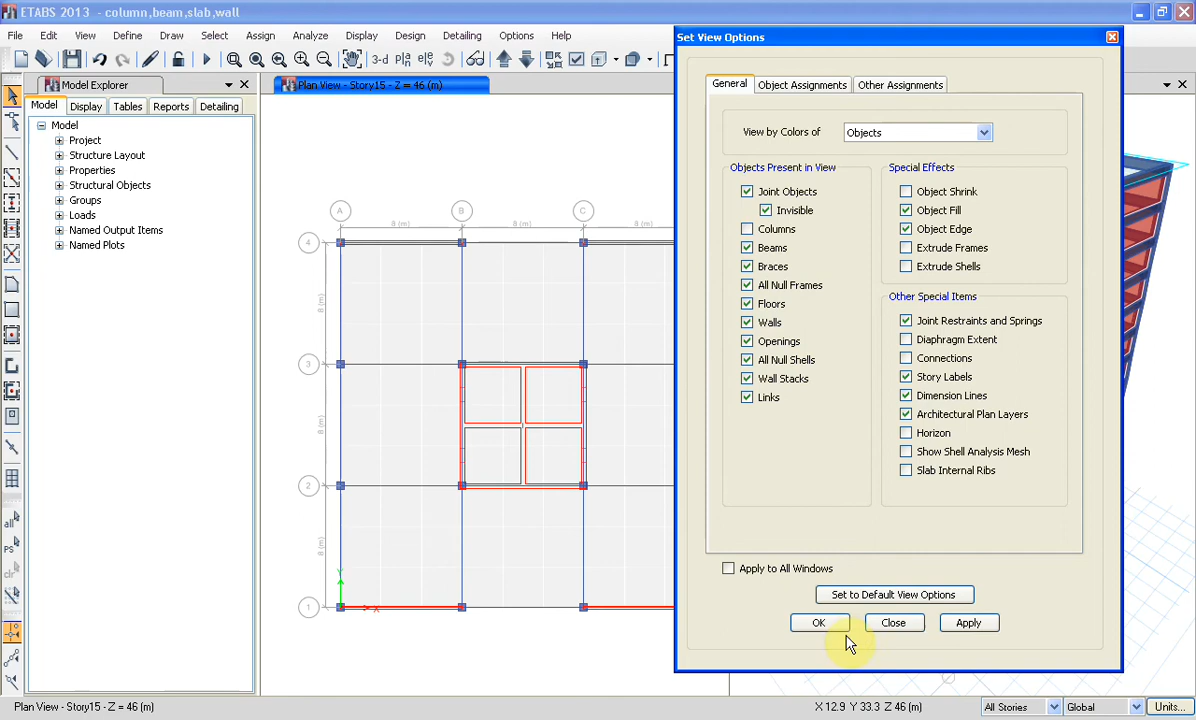 ETABS 2013 - column,beam,slab,wall
File Edit View Define Draw Select Assign Analyze Display Design Detailing Options Help
3-d
Model Explorer
Model Display Tables Reports Detailing
Model
Project
Structure Layout
Properties
Structural Objects
Groups
Loads
Named Output Items
Named Plots
Plan View - Story15 - Z = 46 (m)
A B C
8 (m) 8 (m) 8 (m)
4
8 (m)
3
8 (m)
2
8 (m)
Y
1
X
all
PS
clr
Set View Options
General Object Assignments Other Assignments
View by Colors of Objects
Objects Present in View
Joint Objects
Invisible
Columns
Beams
Braces
All Null Frames
Floors
Walls
Openings
All Null Shells
Wall Stacks
Links
Special Effects
Object Shrink
Object Fill
Object Edge
Extrude Frames
Extrude Shells
Other Special Items
Joint Restraints and Springs
Diaphragm Extent
Connections
Story Labels
Dimension Lines
Architectural Plan Layers
Horizon
Show Shell Analysis Mesh
Slab Internal Ribs
Apply to All Windows
Set to Default View Options
OK Close Apply
Plan View - Story15 - Z = 46 (m)
X 12.9 Y 33.3 Z 46 (m)
All Stories
Global
Units...